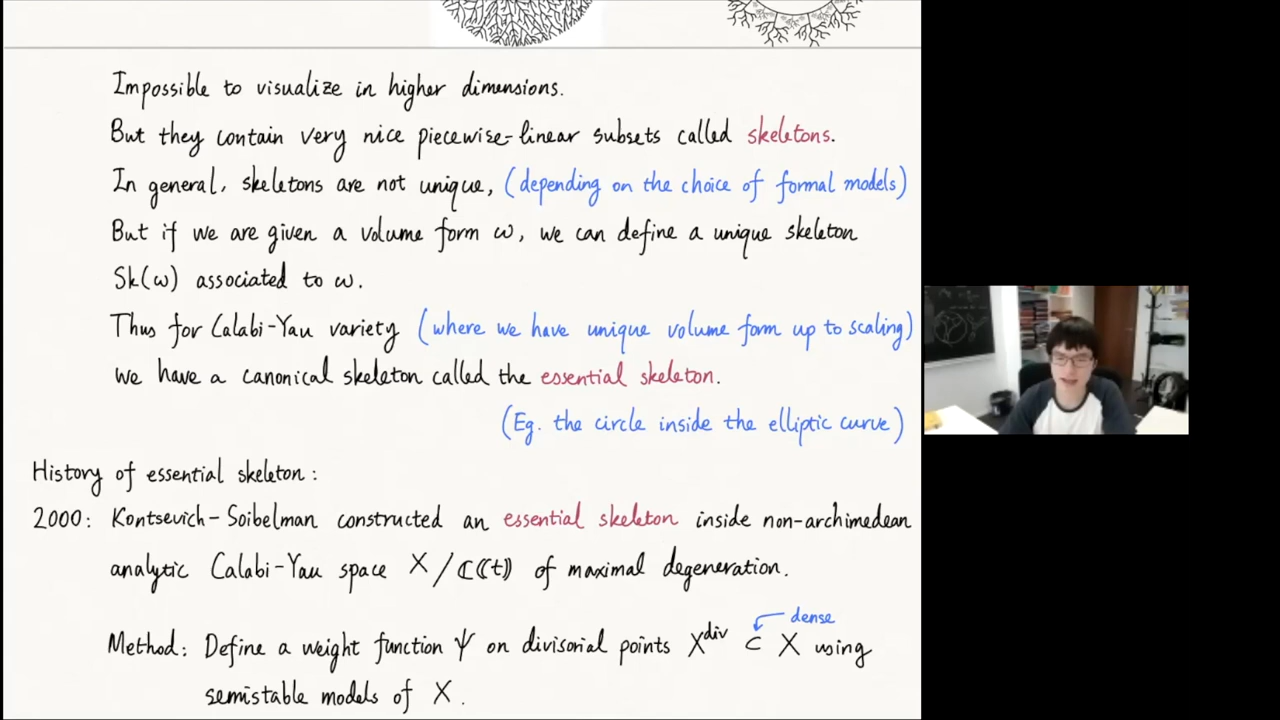 Impossible to visualize in higher dimensions.
But they contain very nice piecewise-linear subsets called skeletons.
In general, skeletons are not unique, (depending on the choice of formal models)
But if we are given a volume form ω, we can define a unique skeleton
Sk(ω) associated to ω.
Thus for Calabi-Yau variety (where we have unique volume form up to scaling)
we have a canonical skeleton called the essential skeleton.
(Eg. the circle inside the elliptic curve)
History of essential skeleton:
2000: Kontsevich-Soibelman constructed an essential skeleton inside non-archimedean
analytic Calabi-Yau space X/ℂ((t)) of maximal degeneration.
dense
Method: Define a weight function Ψ on divisorial points X^div ⊂ X using
semistable models of X.